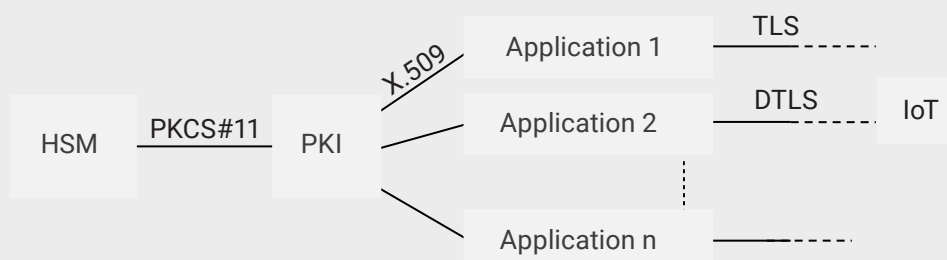 HSM
PKCS#11
PKI
X.509
Application 1
TLS
Application 2
DTLS
IoT
Application n